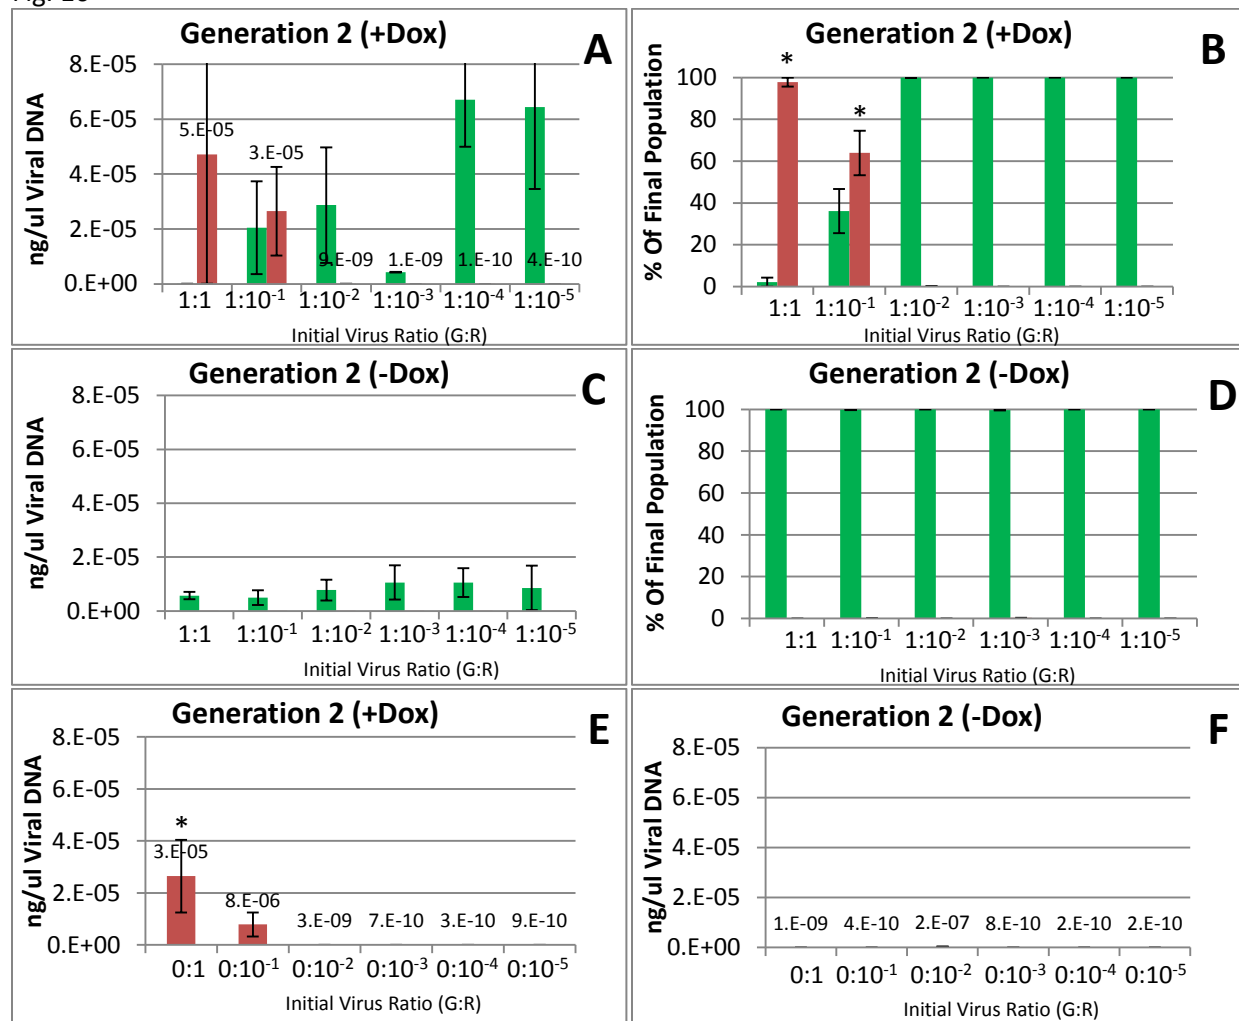 Generation 2 (+Dox)
A
8.E-05
6.E-05
4.E-05
2.E-05
0.E+00
ng/ul Viral DNA
5.E-05
3.E-05
9.E-09
1.E-09
1.E-10
4.E-10
1:1 1:10⁻¹ 1:10⁻² 1:10⁻³ 1:10⁻⁴ 1:10⁻⁵
Initial Virus Ratio (G:R)
Generation 2 (+Dox)
B
100
80
60
40
20
0
% Of Final Population
*
*
1:1 1:10⁻¹ 1:10⁻² 1:10⁻³ 1:10⁻⁴ 1:10⁻⁵
Initial Virus Ratio (G:R)
Generation 2 (-Dox)
C
8.E-05
6.E-05
4.E-05
2.E-05
0.E+00
ng/ul Viral DNA
1:1 1:10⁻¹ 1:10⁻² 1:10⁻³ 1:10⁻⁴ 1:10⁻⁵
Initial Virus Ratio (G:R)
Generation 2 (-Dox)
D
100
80
60
40
20
0
% Of Final Population
1:1 1:10⁻¹ 1:10⁻² 1:10⁻³ 1:10⁻⁴ 1:10⁻⁵
Initial Virus Ratio (G:R)
Generation 2 (+Dox)
E
8.E-05
6.E-05
4.E-05
2.E-05
0.E+00
ng/ul Viral DNA
*
3.E-05
8.E-06
3.E-09
7.E-10
3.E-10
9.E-10
0:1 0:10⁻¹ 0:10⁻² 0:10⁻³ 0:10⁻⁴ 0:10⁻⁵
Initial Virus Ratio (G:R)
Generation 2 (-Dox)
F
8.E-05
6.E-05
4.E-05
2.E-05
0.E+00
ng/ul Viral DNA
1.E-09
4.E-10
2.E-07
8.E-10
2.E-10
2.E-10
0:1 0:10⁻¹ 0:10⁻² 0:10⁻³ 0:10⁻⁴ 0:10⁻⁵
Initial Virus Ratio (G:R)